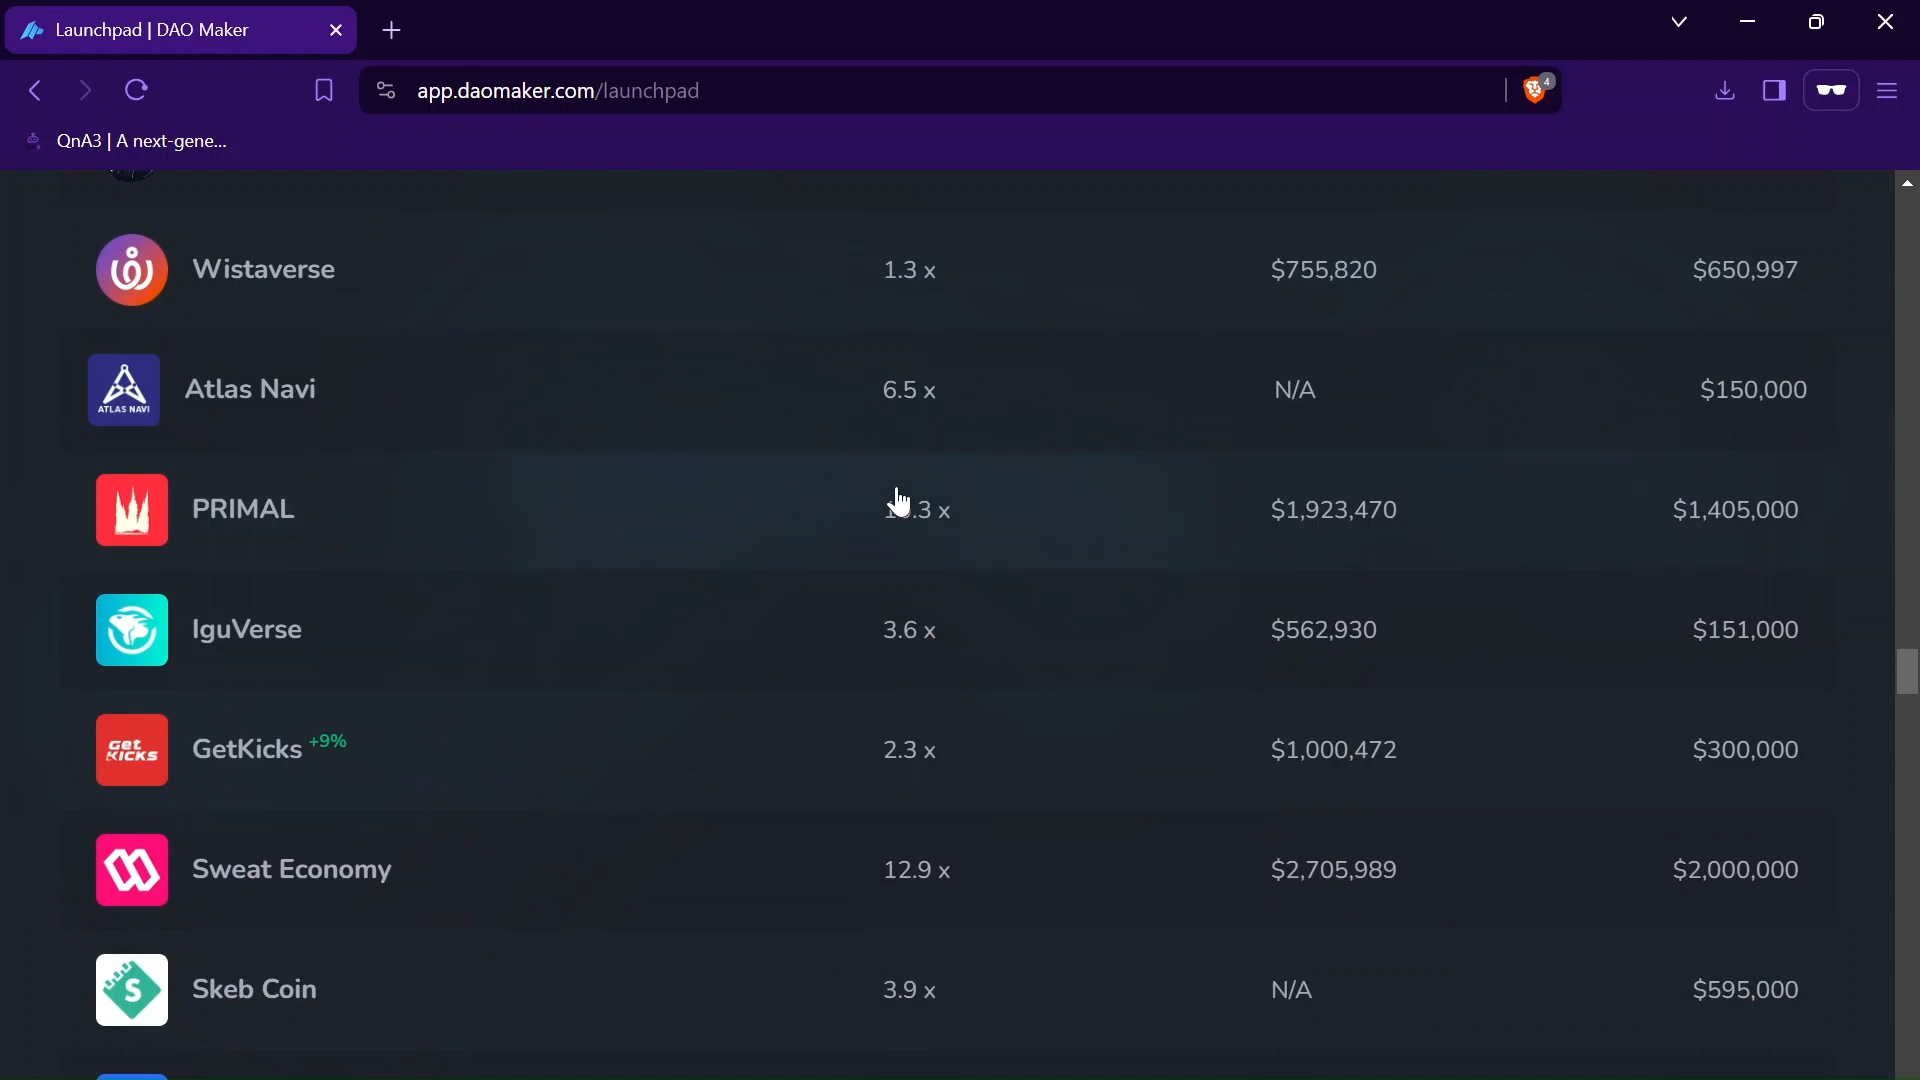 Launchpad | DAO Maker
app.daomaker.com/launchpad
4
QnA3 | A next-gene...
Wistaverse 1.3 x $755,820 $650,997
ATLAS NAVI Atlas Navi 6.5 x N/A $150,000
PRIMAL .3 x $1,923,470 $1,405,000
IguVerse 3.6 x $562,930 $151,000
GET KICKS GetKicks +9% 2.3 x $1,000,472 $300,000
Sweat Economy 12.9 x $2,705,989 $2,000,000
S Skeb Coin 3.9 x N/A $595,000